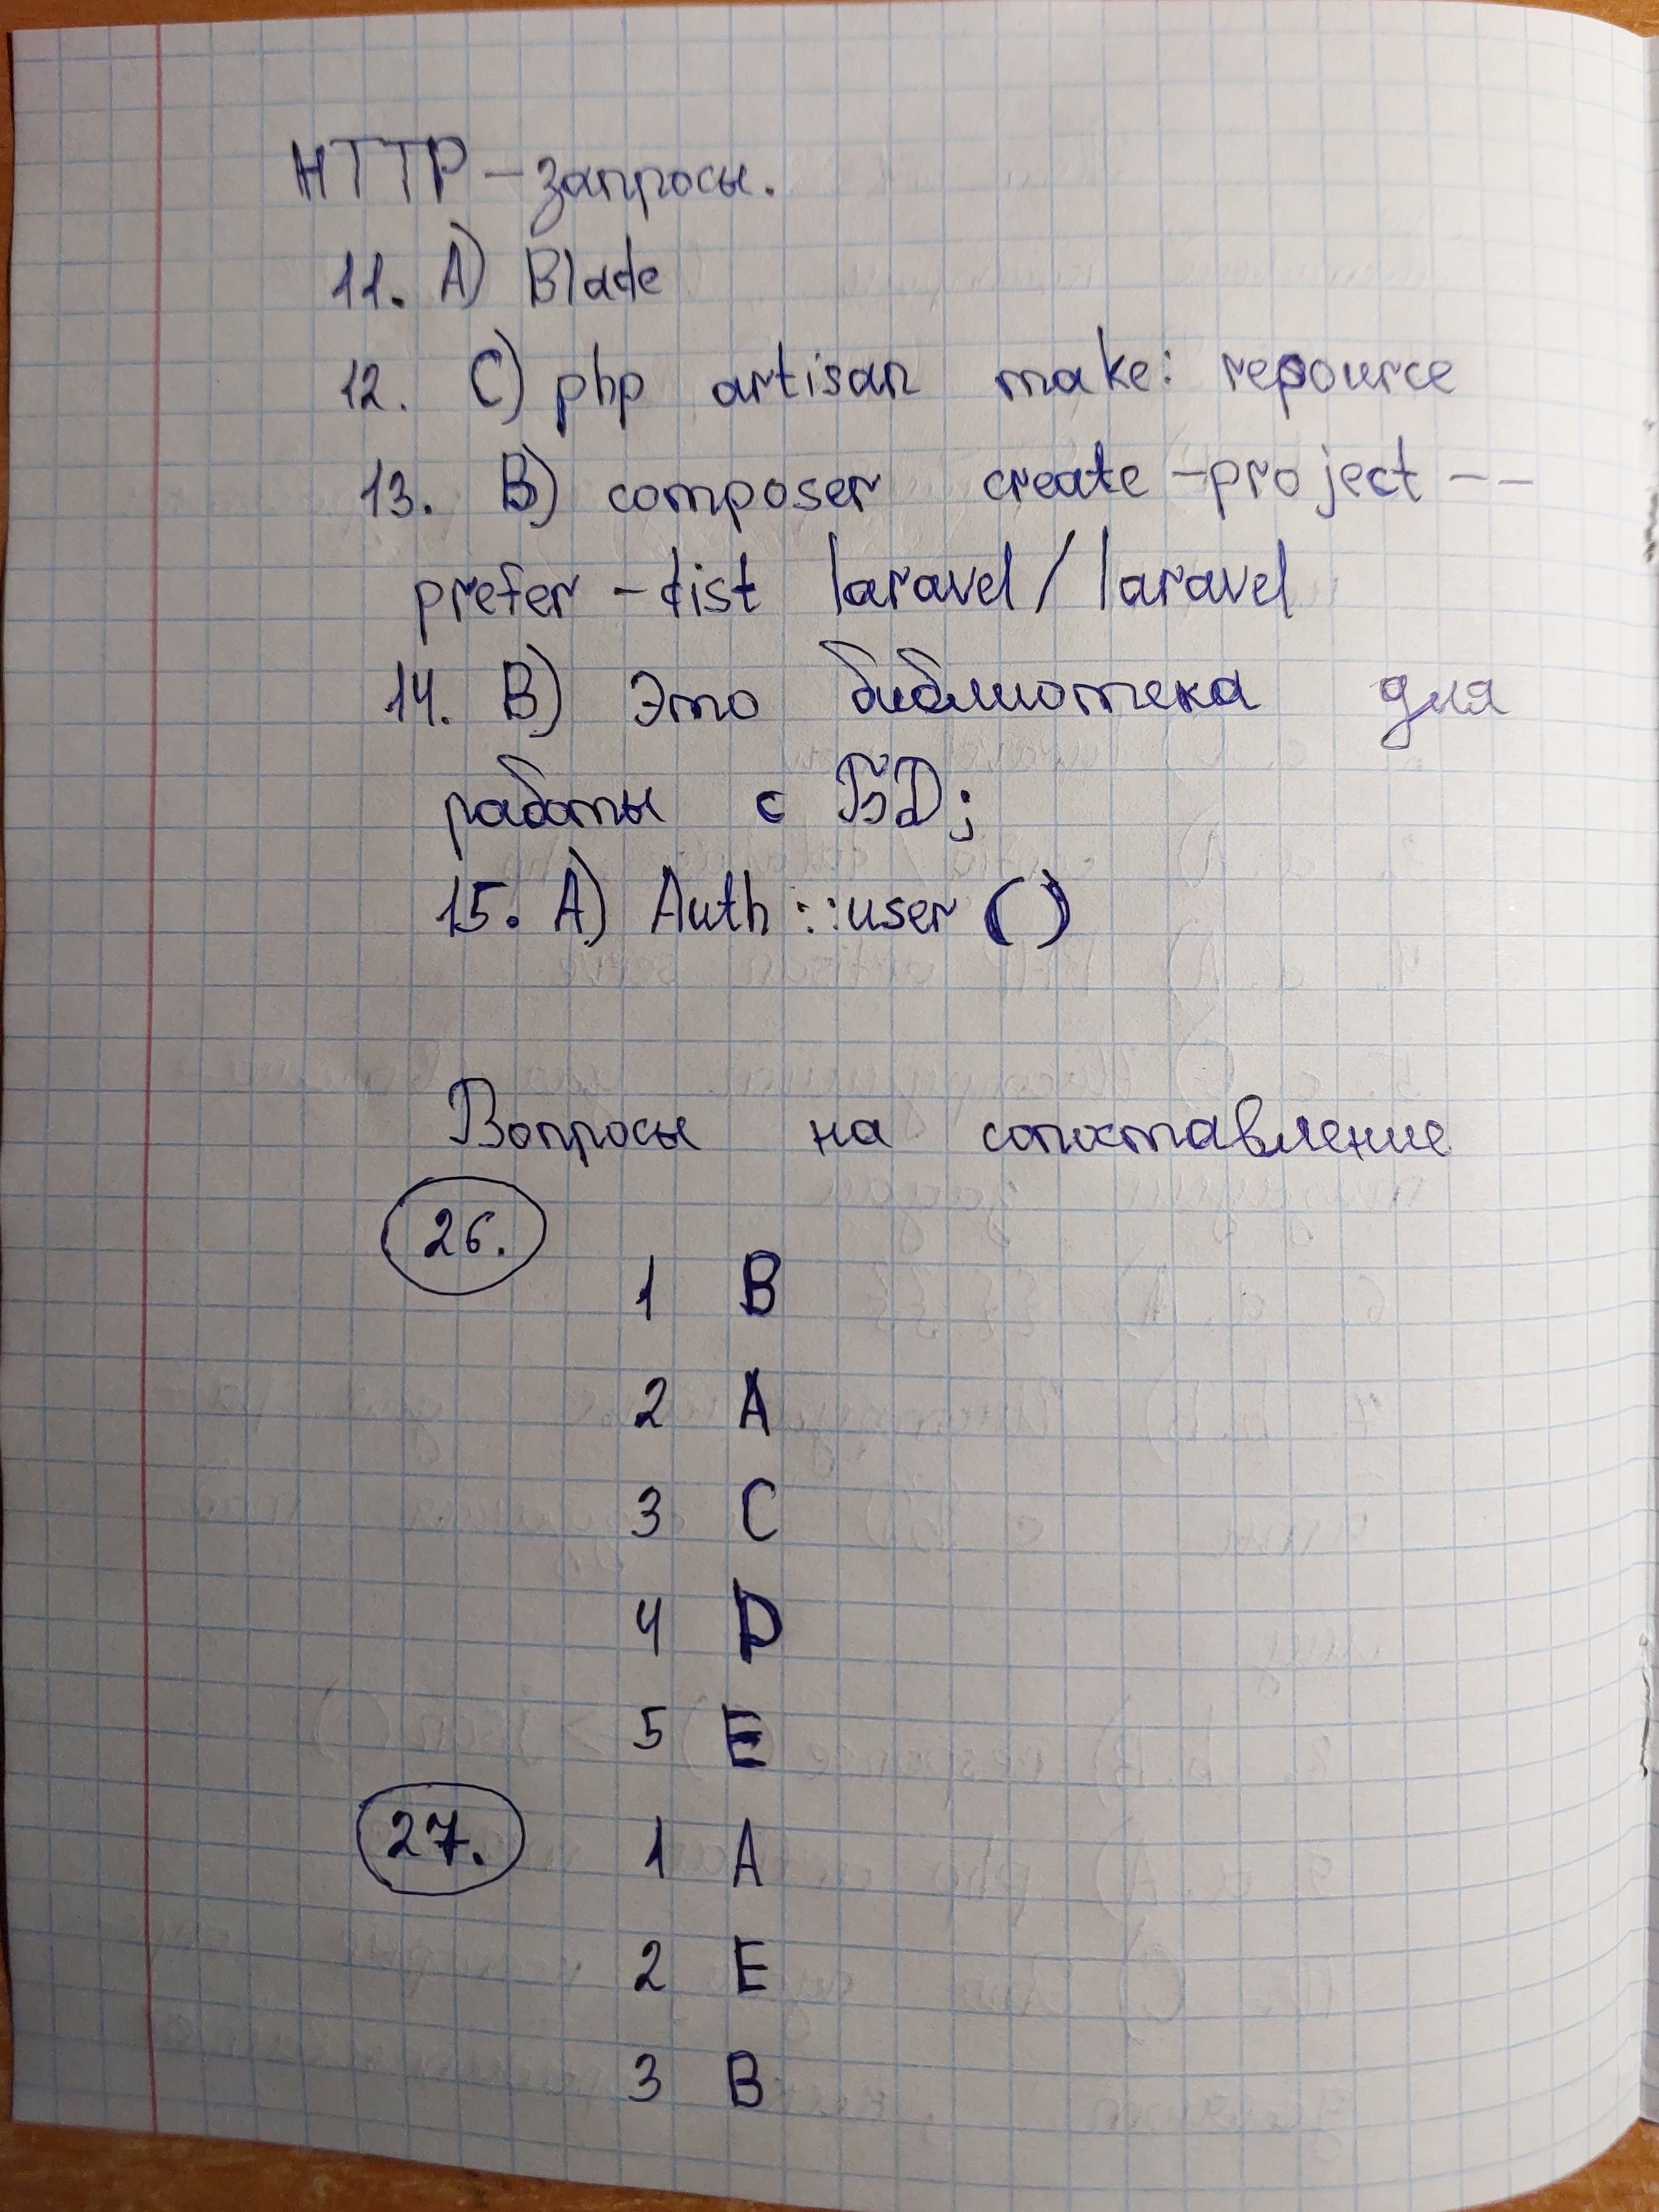 HTTP-запросы.
11. A) Blade
12. C) php artisan make: resource
13. B) composer create-project --
prefer-dist laravel/laravel
14. B) Это библиотека для
работы с БД;
15. A) Auth::user()
Вопросы на сопоставление
26.
1 B
2 A
3 C
4 D
5 E
27. 1 A
2 E
3 B